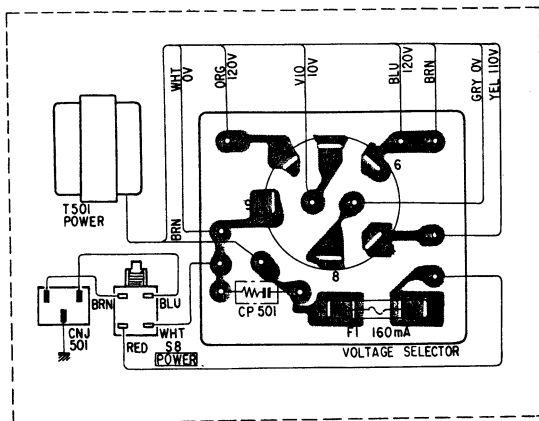 WHT
0V
ORG
120V
VIO
10V
BLU
120V
BRN
GRY 0V
YEL 110V
6
9
8
T501
POWER
BRN
BRN
BLU
CNJ
501
RED
WHT
S8
POWER
CP 501
F1 160mA
VOLTAGE SELECTOR